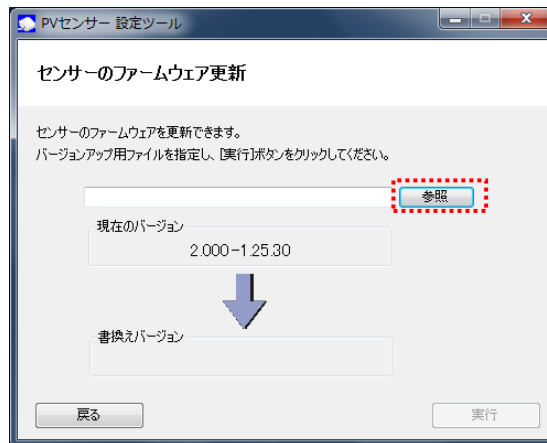 PVセンサー 設定ツール
センサーのファームウェア更新
センサーのファームウェアを更新できます。
バージョンアップ用ファイルを指定し、[実行]ボタンをクリックしてください。
参照
現在のバージョン
2.000-1.25.30
書換えバージョン
戻る
実行